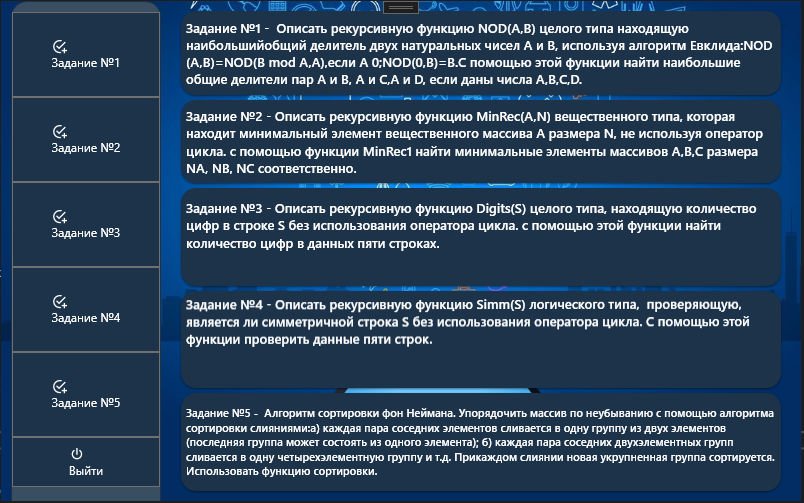 Задание №1
Задание №2
Задание №3
Задание №4
Задание №5
Выйти
Задание №1 - Описать рекурсивную функцию NOD(A,B) целого типа находящую
наибольшийобщий делитель двух натуральных чисел А и В, используя алгоритм Евклида:NOD
(A,B)=NOD(B mod A,A),если А 0;NOD(0,B)=B.С помощью этой функции найти наибольшие
общие делители пар А и В, А и С,А и D, если даны числа A,B,C,D.
Задание №2 - Описать рекурсивную функцию MinRec(A,N) вещественного типа, которая
находит минимальный элемент вещественного массива А размера N, не используя оператор
цикла. с помощью функции MinRec1 найти минимальные элементы массивов A,B,C размера
NA, NB, NC соответственно.
Задание №3 - Описать рекурсивную функцию Digits(S) целого типа, находящую количество
цифр в строке S без использования оператора цикла. с помощью этой функции найти
количество цифр в данных пяти строках.
Задание №4 - Описать рекурсивную функцию Simm(S) логического типа, проверяющую,
является ли симметричной строка S без использования оператора цикла. С помощью этой
функции проверить данные пяти строк.
Задание №5 - Алгоритм сортировки фон Неймана. Упорядочить массив по неубыванию с помощью алгоритма
сортировки слияниями:а) каждая пара соседних элементов сливается в одну группу из двух элементов
(последняя группа может состоять из одного элемента); б) каждая пара соседних двухэлементных групп
сливается в одну четырехелементную группу и т.д. Прикаждом слиянии новая укрупненная группа сортируется.
Использовать функцию сортировки.